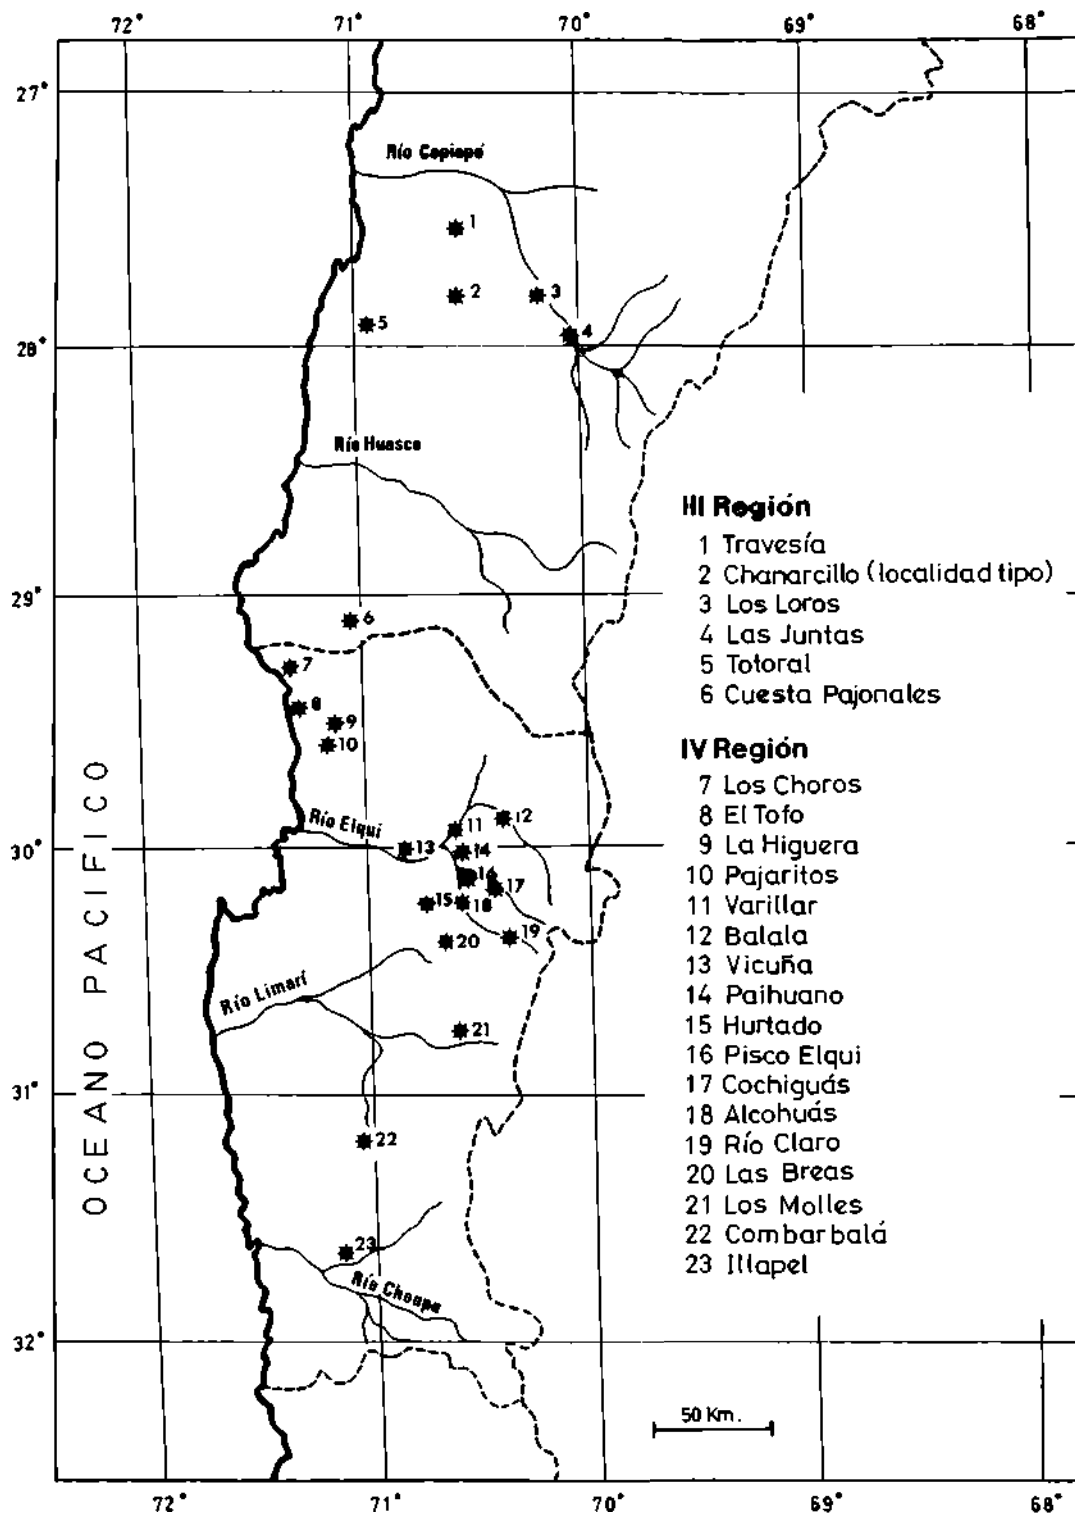 72° 71° 70° 69° 68°
27°
Río Copiapó
1
2
3
4
5
28°
Río Huasco
III Región
1 Travesía
2 Chanarcillo (localidad tipo)
3 Los Loros
4 Las Juntas
5 Totoral
6 Cuesta Pajonales
29°
6
7
8
9
10
IV Región
7 Los Choros
8 El Tofo
9 La Higuera
10 Pajaritos
11 Varillar
12 Balala
13 Vicuña
14 Paihuano
15 Hurtado
16 Pisco Elqui
17 Cochiguás
18 Alcohuás
19 Río Claro
20 Las Breas
21 Los Molles
22 Combarbalá
23 Illapel
OCEANO PACIFICO
Río Elqui
11
12
30°
13
14
16
17
15
18
19
20
Río Limarí
21
31°
22
23
Río Choapa
32°
50 Km.
72° 71° 70° 69° 68°